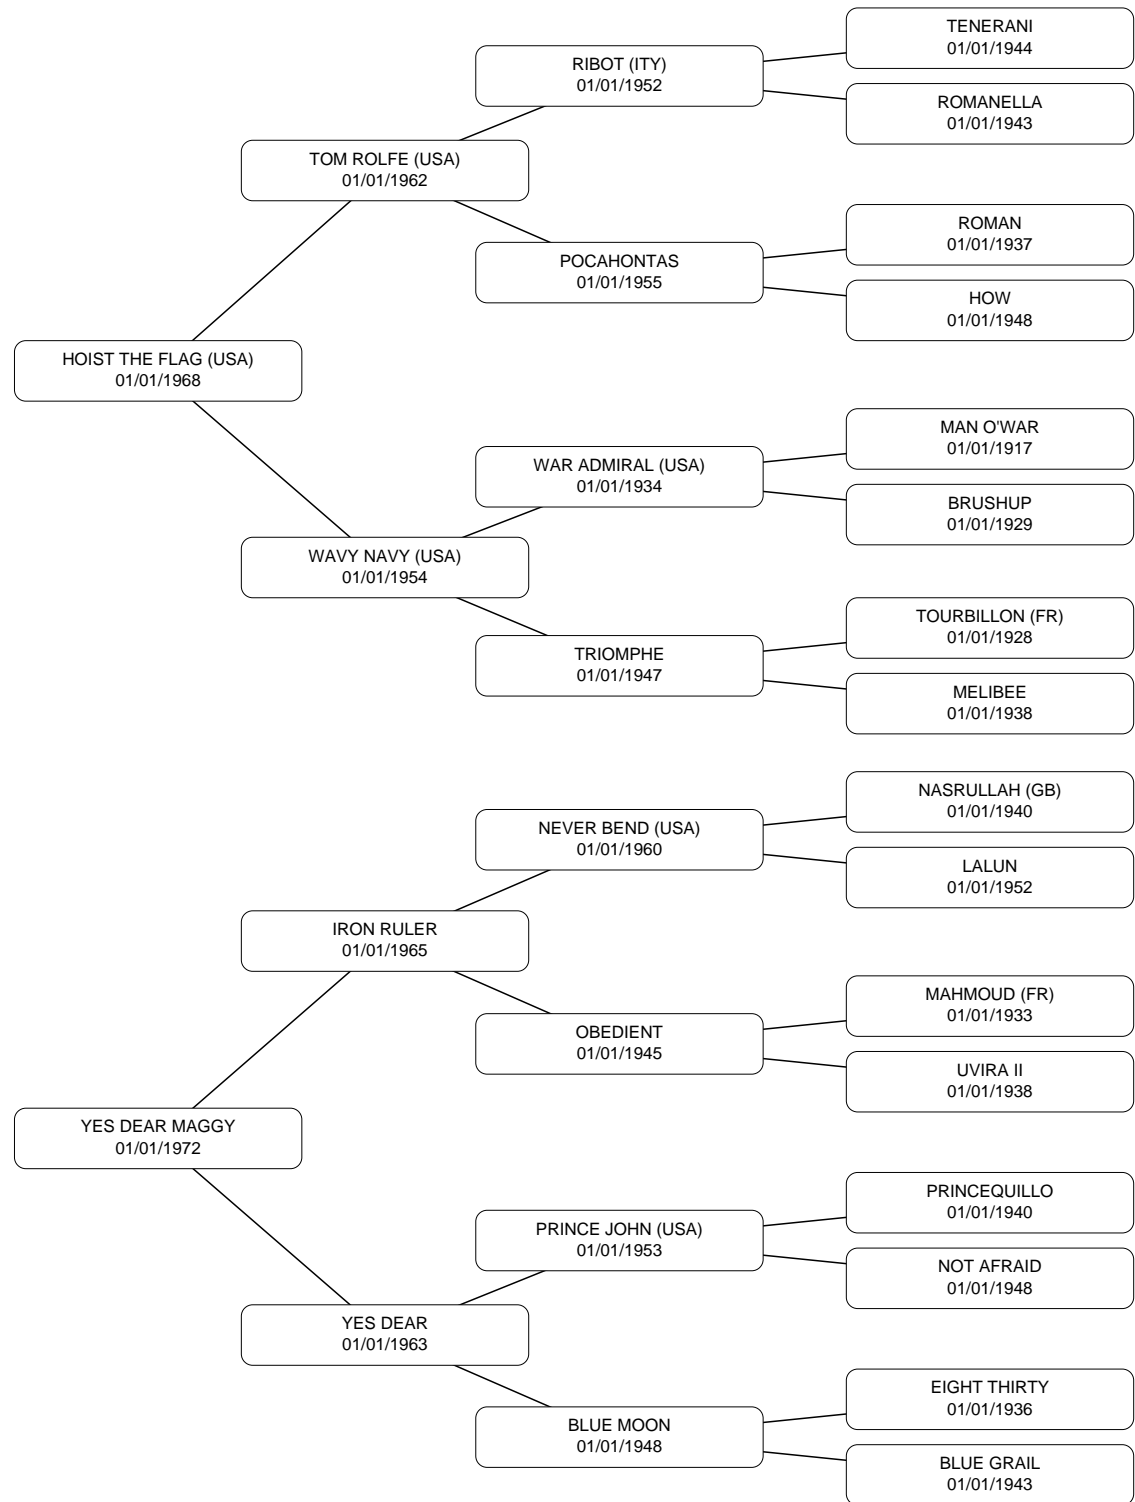 TENERANI
01/01/1944
RIBOT (ITY)
01/01/1952
ROMANELLA
01/01/1943
TOM ROLFE (USA)
01/01/1962
ROMAN
01/01/1937
POCAHONTAS
01/01/1955
HOW
01/01/1948
HOIST THE FLAG (USA)
01/01/1968
MAN O'WAR
01/01/1917
WAR ADMIRAL (USA)
01/01/1934
BRUSHUP
01/01/1929
WAVY NAVY (USA)
01/01/1954
TOURBILLON (FR)
01/01/1928
TRIOMPHE
01/01/1947
MELIBEE
01/01/1938
NASRULLAH (GB)
01/01/1940
NEVER BEND (USA)
01/01/1960
LALUN
01/01/1952
IRON RULER
01/01/1965
MAHMOUD (FR)
01/01/1933
OBEDIENT
01/01/1945
UVIRA II
01/01/1938
YES DEAR MAGGY
01/01/1972
PRINCEQUILLO
01/01/1940
PRINCE JOHN (USA)
01/01/1953
NOT AFRAID
01/01/1948
YES DEAR
01/01/1963
EIGHT THIRTY
01/01/1936
BLUE MOON
01/01/1948
BLUE GRAIL
01/01/1943